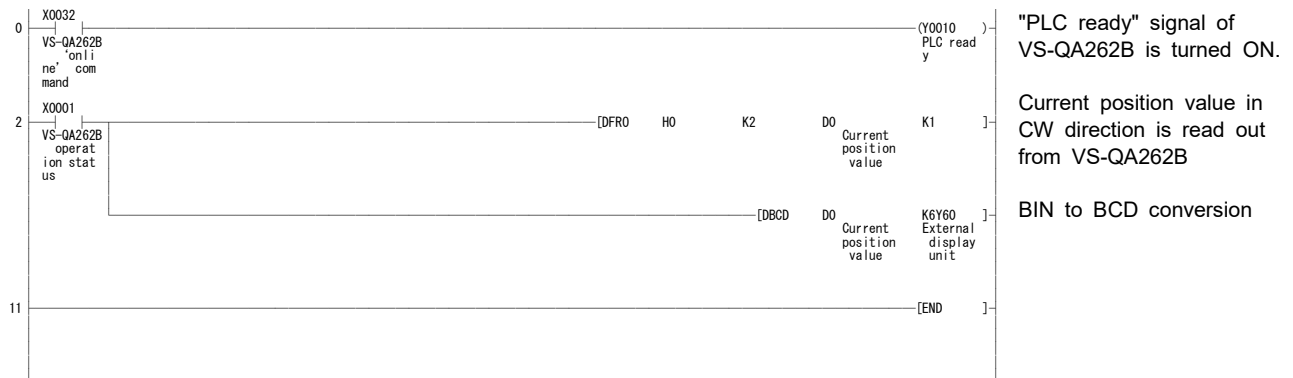 X0032
0 (Y0010 )
VS-QA262B PLC read
'onli y
ne' com
mand
"PLC ready" signal of
VS-QA262B is turned ON.
X0001
2 [DFRO H0 K2 D0 K1 ]
VS-QA262B Current
operat position
ion stat value
us
Current position value in
CW direction is read out
from VS-QA262B
[DBCD D0 K6Y60 ]
Current External
position display
value unit
BIN to BCD conversion
11 [END ]